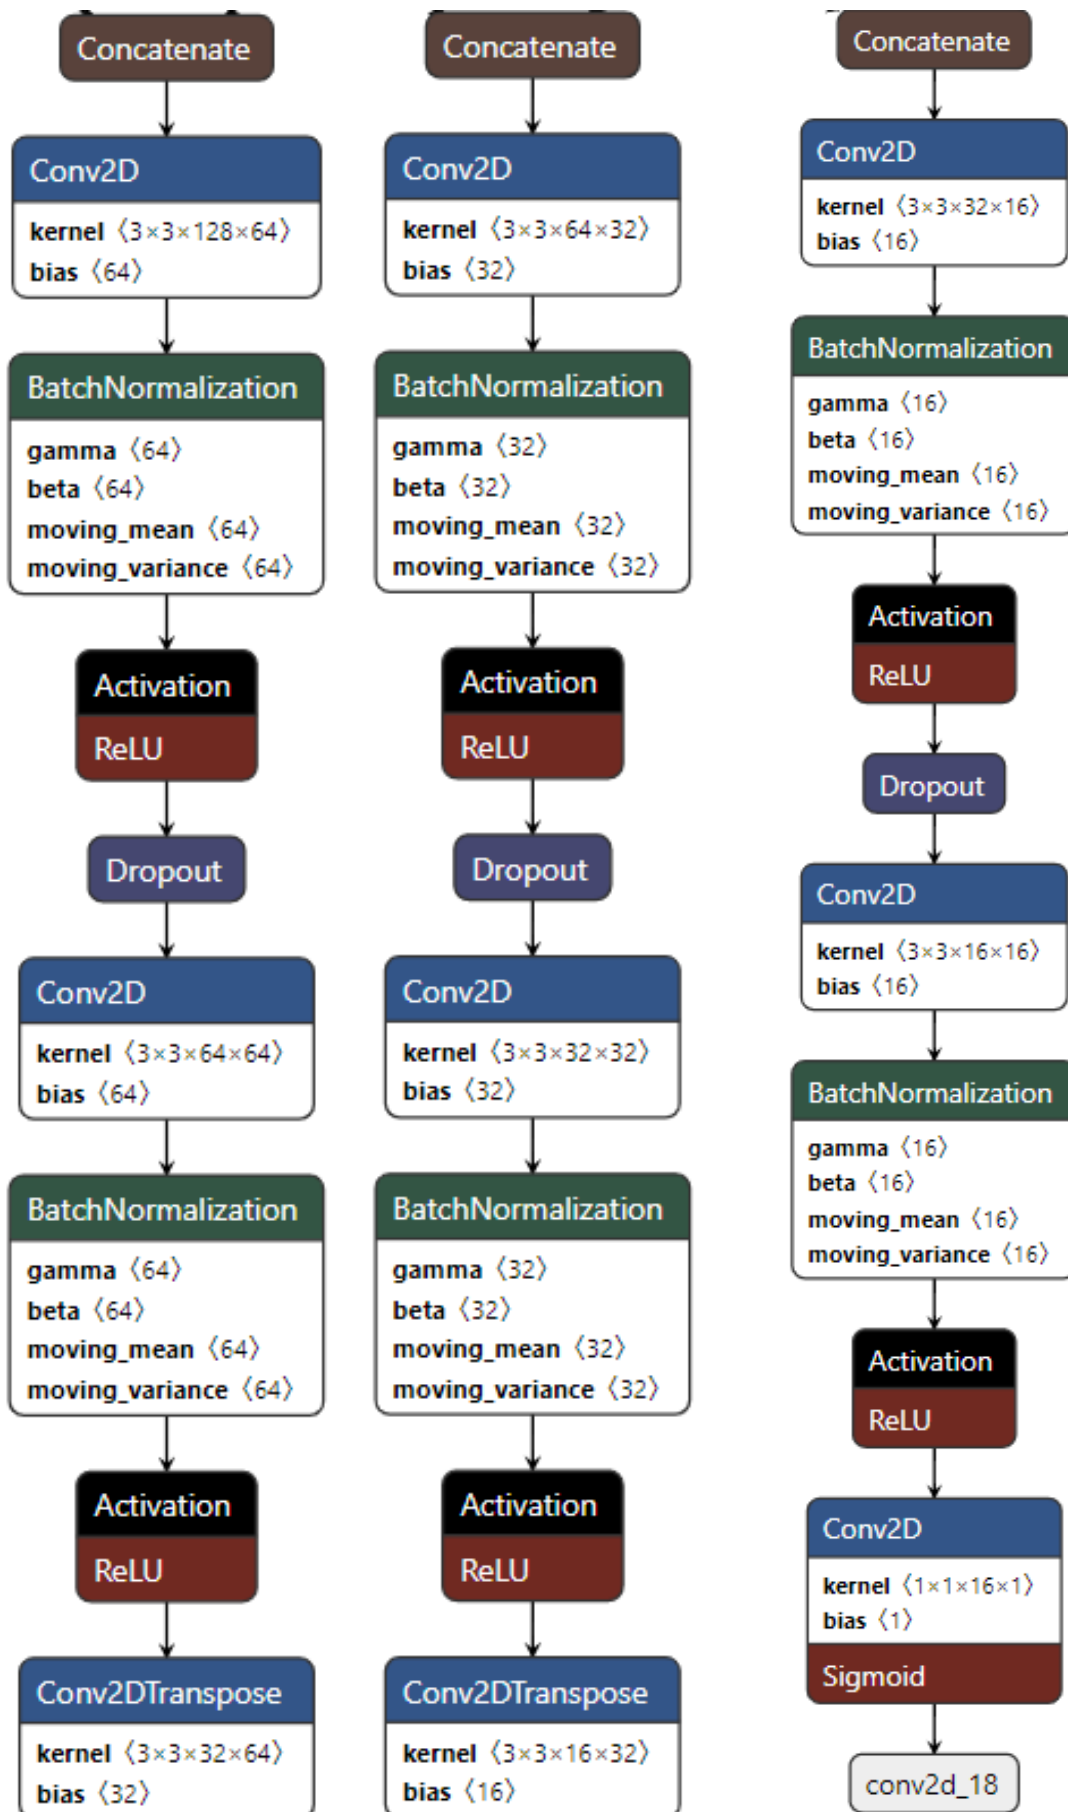 Concatenate
Conv2D
kernel 〈3×3×128×64〉
bias 〈64〉
BatchNormalization
gamma 〈64〉
beta 〈64〉
moving_mean 〈64〉
moving_variance 〈64〉
Activation
ReLU
Dropout
Conv2D
kernel 〈3×3×64×64〉
bias 〈64〉
BatchNormalization
gamma 〈64〉
beta 〈64〉
moving_mean 〈64〉
moving_variance 〈64〉
Activation
ReLU
Conv2DTranspose
kernel 〈3×3×32×64〉
bias 〈32〉
Concatenate
Conv2D
kernel 〈3×3×64×32〉
bias 〈32〉
BatchNormalization
gamma 〈32〉
beta 〈32〉
moving_mean 〈32〉
moving_variance 〈32〉
Activation
ReLU
Dropout
Conv2D
kernel 〈3×3×32×32〉
bias 〈32〉
BatchNormalization
gamma 〈32〉
beta 〈32〉
moving_mean 〈32〉
moving_variance 〈32〉
Activation
ReLU
Conv2DTranspose
kernel 〈3×3×16×32〉
bias 〈16〉
Concatenate
Conv2D
kernel 〈3×3×32×16〉
bias 〈16〉
BatchNormalization
gamma 〈16〉
beta 〈16〉
moving_mean 〈16〉
moving_variance 〈16〉
Activation
ReLU
Dropout
Conv2D
kernel 〈3×3×16×16〉
bias 〈16〉
BatchNormalization
gamma 〈16〉
beta 〈16〉
moving_mean 〈16〉
moving_variance 〈16〉
Activation
ReLU
Conv2D
kernel 〈1×1×16×1〉
bias 〈1〉
Sigmoid
conv2d_18